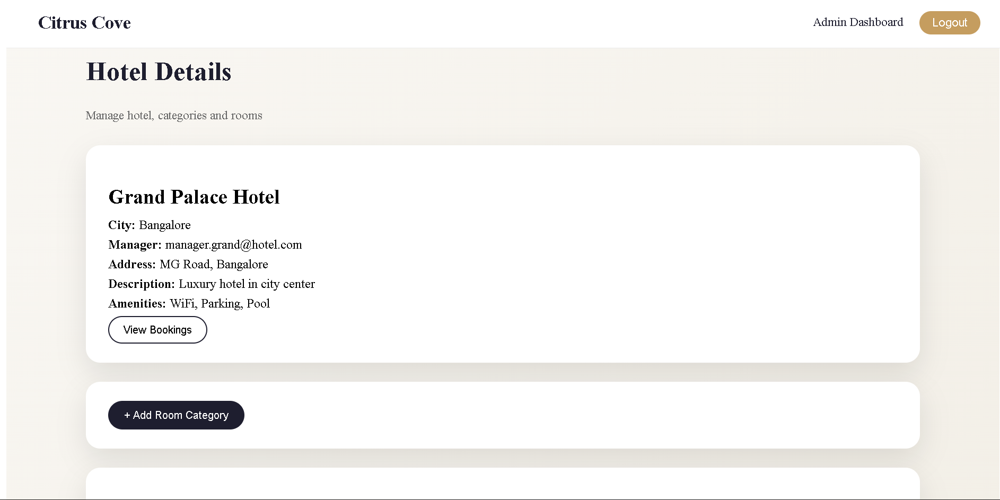 Citrus Cove
Admin Dashboard
Logout
Hotel Details
Manage hotel, categories and rooms
Grand Palace Hotel
City: Bangalore
Manager: manager.grand@hotel.com
Address: MG Road, Bangalore
Description: Luxury hotel in city center
Amenities: WiFi, Parking, Pool
View Bookings
+ Add Room Category